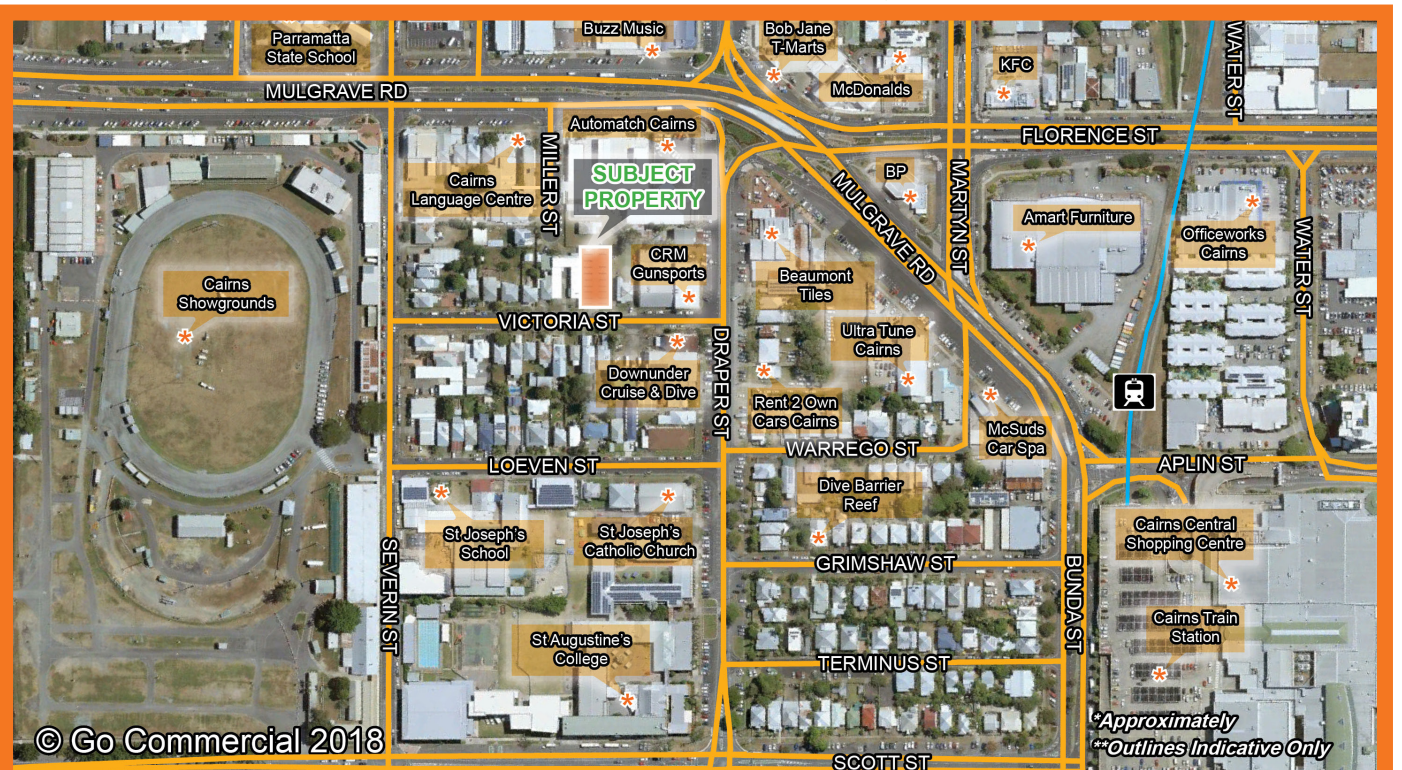 Parramatta
State School
Buzz Music
Bob Jane
T-Marts
McDonalds
KFC
WATER ST
MULGRAVE RD
FLORENCE ST
Automatch Cairns
MILLER ST
Cairns
Language Centre
SUBJECT
PROPERTY
BP
MULGRAVE RD
MARTYN ST
Amart Furniture
Officeworks
Cairns
WATER ST
CRM
Gunsports
Beaumont
Tiles
Cairns
Showgrounds
VICTORIA ST
DRAPER ST
Ultra Tune
Cairns
Downunder
Cruise & Dive
Rent 2 Own
Cars Cairns
McSuds
Car Spa
WARREGO ST
LOEVEN ST
APLIN ST
Dive Barrier
Reef
St Joseph's
School
St Joseph's
Catholic Church
Cairns Central
Shopping Centre
SEVERIN ST
GRIMSHAW ST
BUNDA ST
Cairns Train
Station
St Augustine's
College
TERMINUS ST
© Go Commercial 2018
*Approximately
**Outlines Indicative Only
SCOTT ST